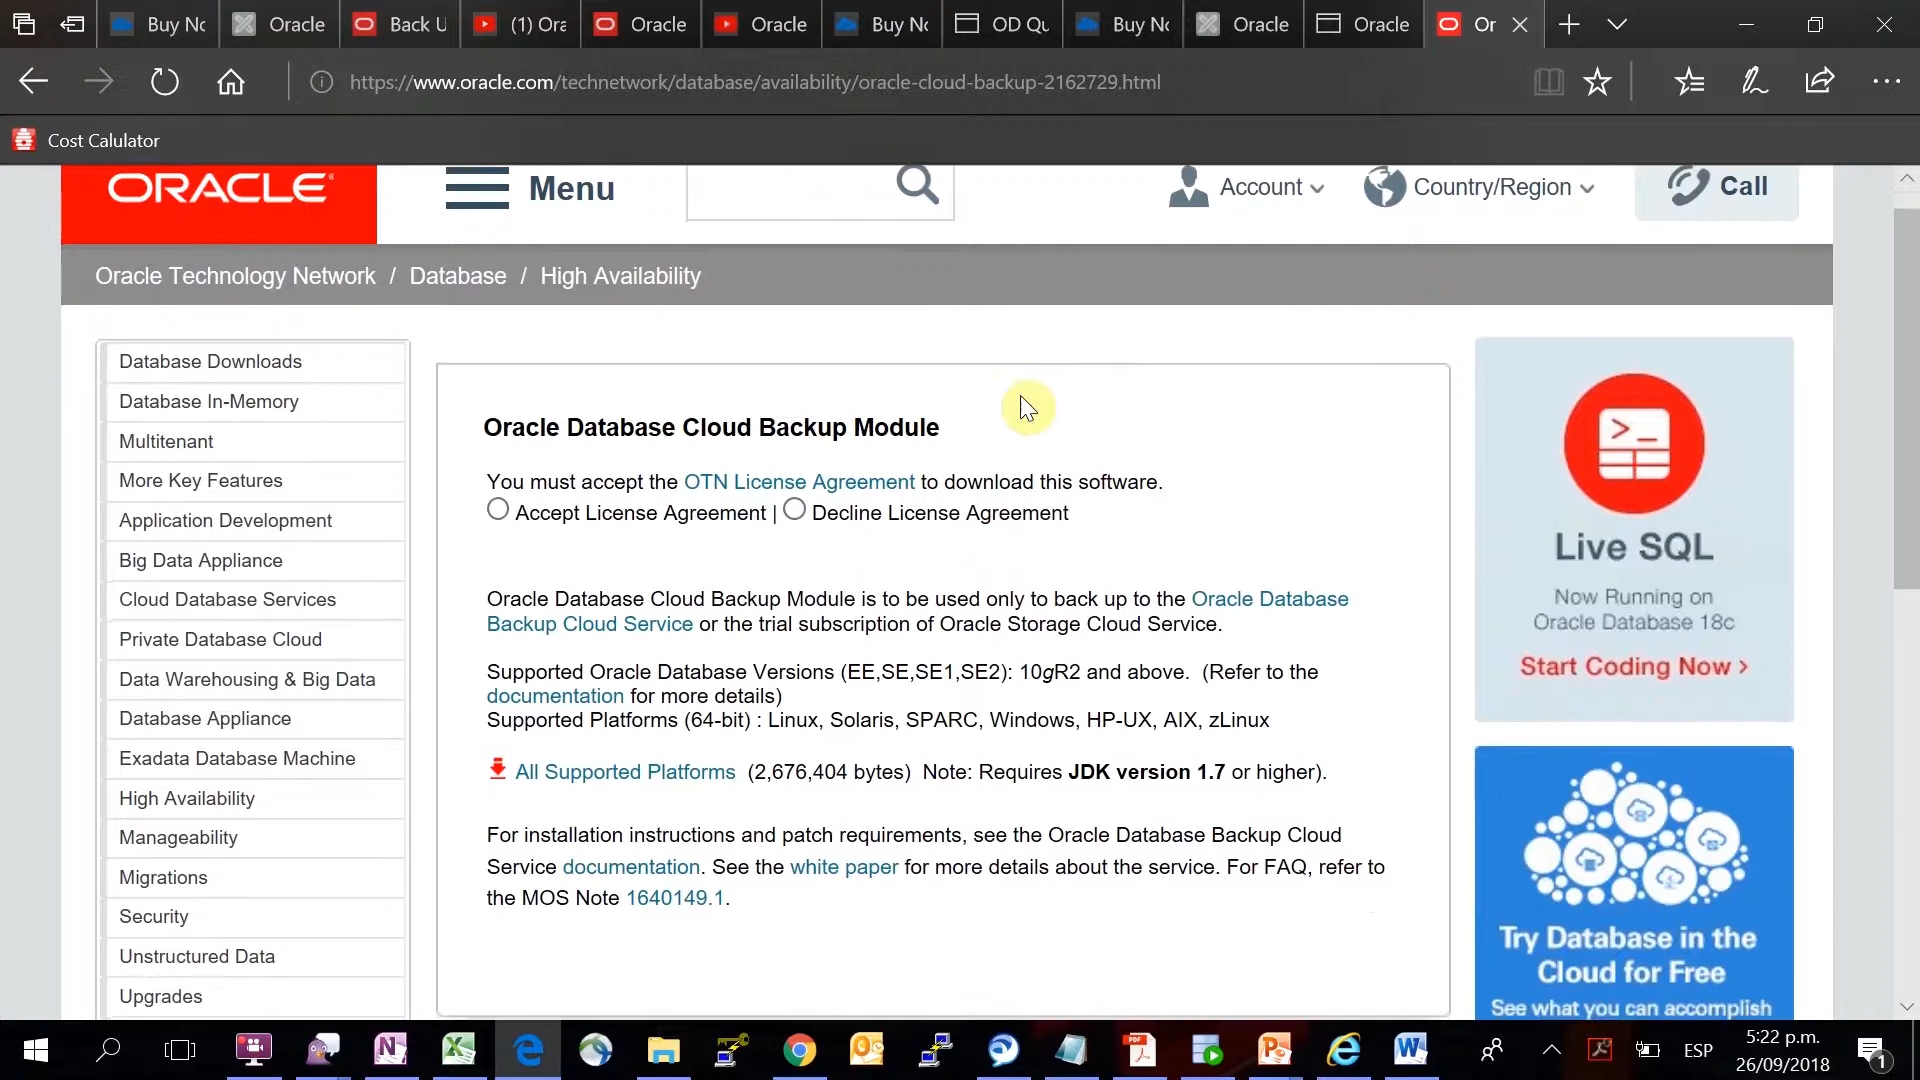 Buy No
Oracle
Back U
(1) Ora
Oracle
Oracle
Buy No
OD Qu
Buy No
Oracle
Oracle
Or
https://www.oracle.com/technetwork/database/availability/oracle-cloud-backup-2162729.html
Cost Calulator
ORACLE
Menu
Account
Country/Region
Call
Oracle Technology Network / Database / High Availability
Database Downloads
Database In-Memory
Multitenant
More Key Features
Application Development
Big Data Appliance
Cloud Database Services
Private Database Cloud
Data Warehousing & Big Data
Database Appliance
Exadata Database Machine
High Availability
Manageability
Migrations
Security
Unstructured Data
Upgrades
Oracle Database Cloud Backup Module
You must accept the OTN License Agreement to download this software.
Accept License Agreement | Decline License Agreement
Oracle Database Cloud Backup Module is to be used only to back up to the Oracle Database
Backup Cloud Service or the trial subscription of Oracle Storage Cloud Service.
Supported Oracle Database Versions (EE,SE,SE1,SE2): 10gR2 and above. (Refer to the
documentation for more details)
Supported Platforms (64-bit) : Linux, Solaris, SPARC, Windows, HP-UX, AIX, zLinux
All Supported Platforms (2,676,404 bytes) Note: Requires JDK version 1.7 or higher).
For installation instructions and patch requirements, see the Oracle Database Backup Cloud
Service documentation. See the white paper for more details about the service. For FAQ, refer to
the MOS Note 1640149.1.
Live SQL
Now Running on
Oracle Database 18c
Start Coding Now >
Try Database in the
Cloud for Free
See what you can accomplish
ESP
5:22 p.m.
26/09/2018
1